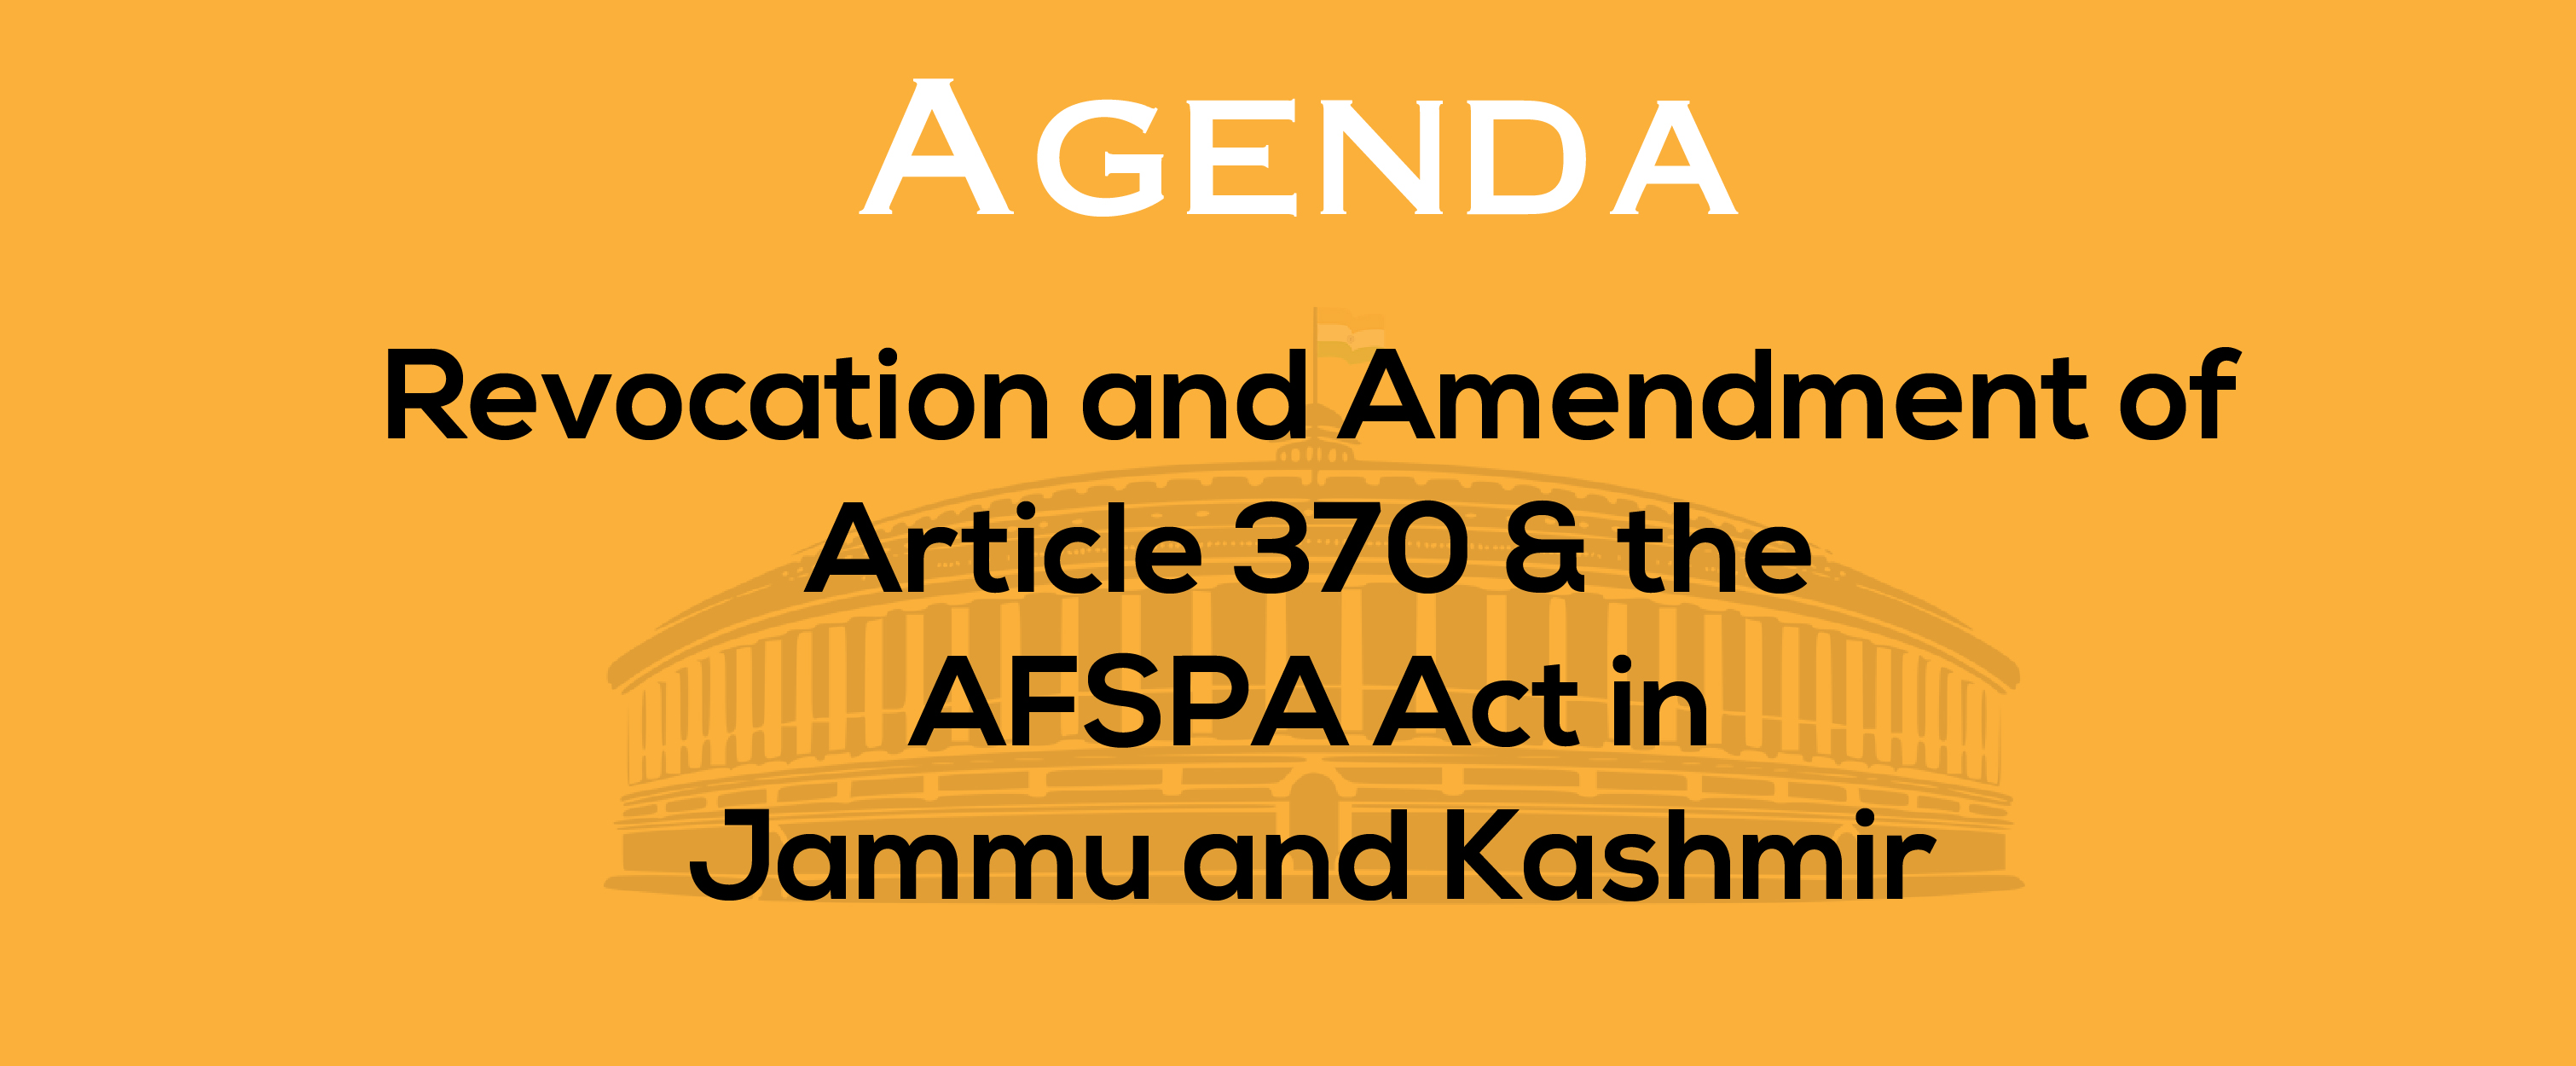 AGENDA
Revocation and Amendment of
Article 370 & the
AFSPA Act in
Jammu and Kashmir